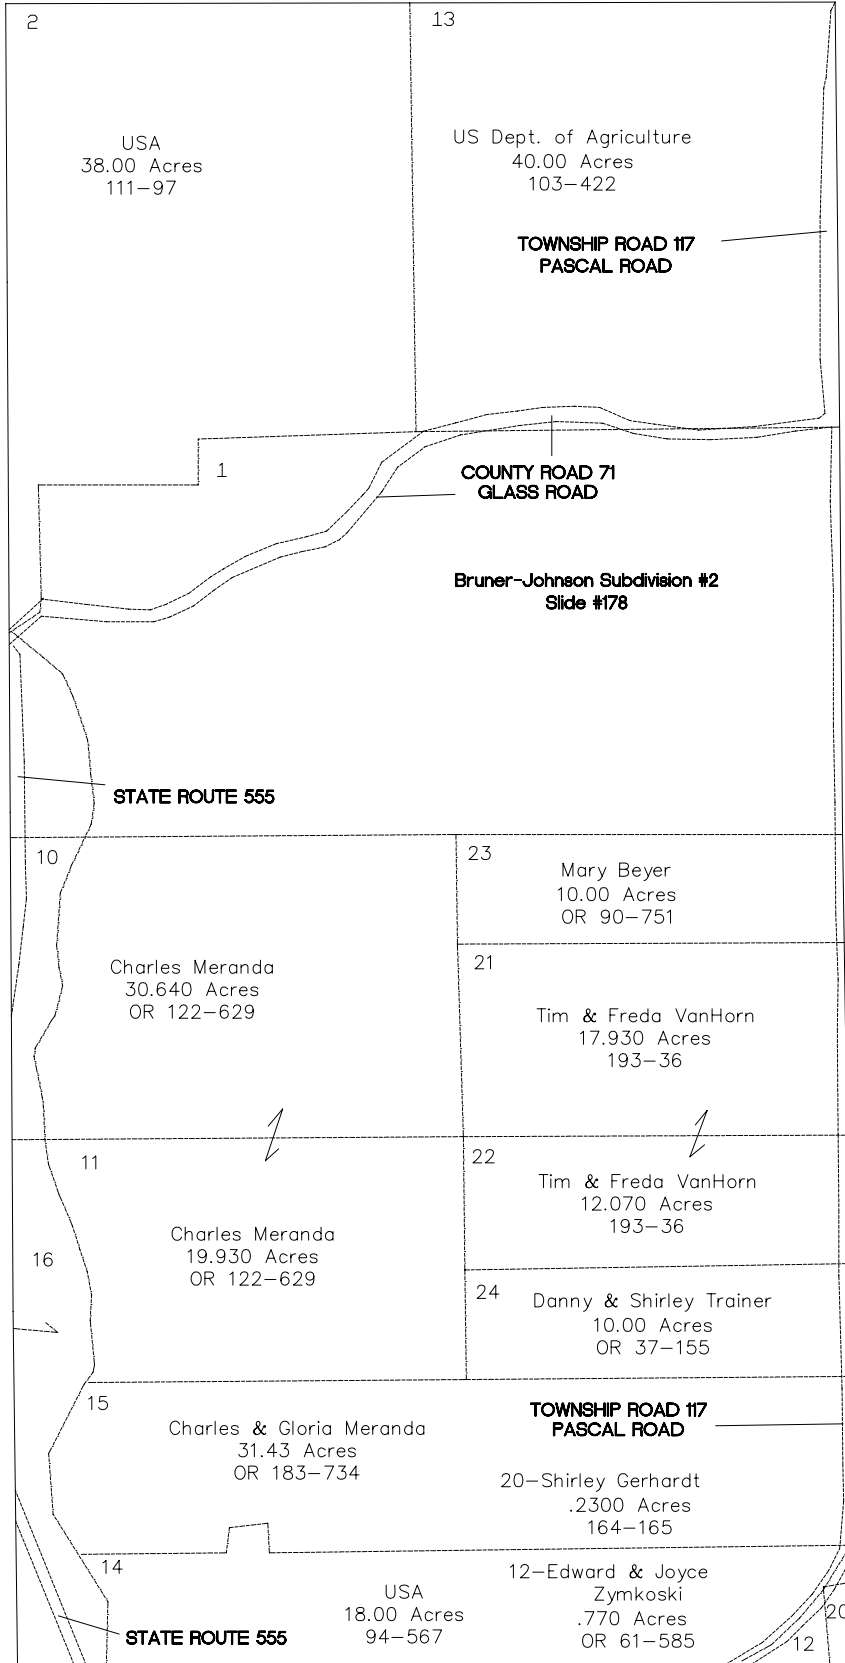 2
13
USA
38.00 Acres
111-97
US Dept. of Agriculture
40.00 Acres
103-422
TOWNSHIP ROAD 117
PASCAL ROAD
1
COUNTY ROAD 71
GLASS ROAD
Bruner-Johnson Subdivision #2
Slide #178
STATE ROUTE 555
10
23
Mary Beyer
10.00 Acres
OR 90-751
Charles Meranda
30.640 Acres
OR 122-629
21
Tim & Freda VanHorn
17.930 Acres
193-36
11
22
Tim & Freda VanHorn
12.070 Acres
193-36
Charles Meranda
19.930 Acres
OR 122-629
16
24
Danny & Shirley Trainer
10.00 Acres
OR 37-155
15
Charles & Gloria Meranda
31.43 Acres
OR 183-734
TOWNSHIP ROAD 117
PASCAL ROAD
20-Shirley Gerhardt
.2300 Acres
164-165
14
USA
18.00 Acres
94-567
12-Edward & Joyce
Zymkoski
.770 Acres
OR 61-585
STATE ROUTE 555
20
12